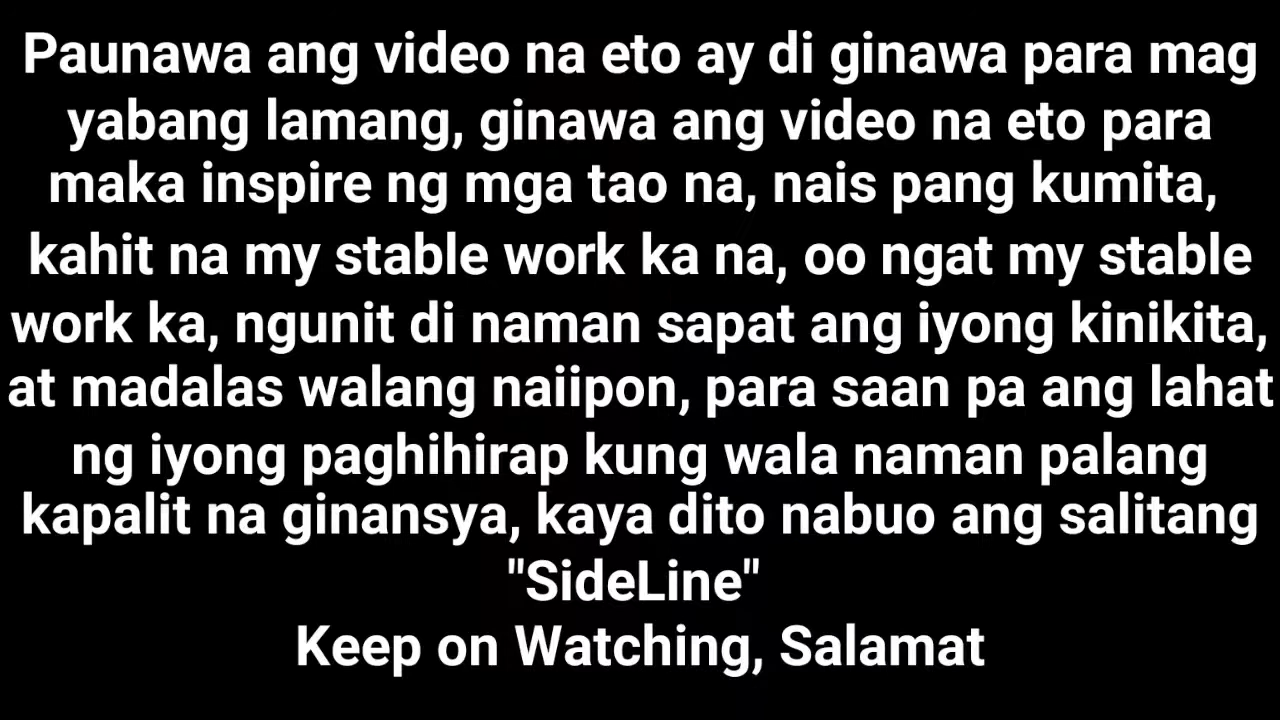 Paunawa ang video na eto ay di ginawa para mag
yabang lamang, ginawa ang video na eto para
maka inspire ng mga tao na, nais pang kumita,
kahit na my stable work ka na, oo ngat my stable
work ka, ngunit di naman sapat ang iyong kinikita,
at madalas walang naiipon, para saan pa ang lahat
ng iyong paghihirap kung wala naman palang
kapalit na ginansya, kaya dito nabuo ang salitang
"SideLine"
Keep on Watching, Salamat